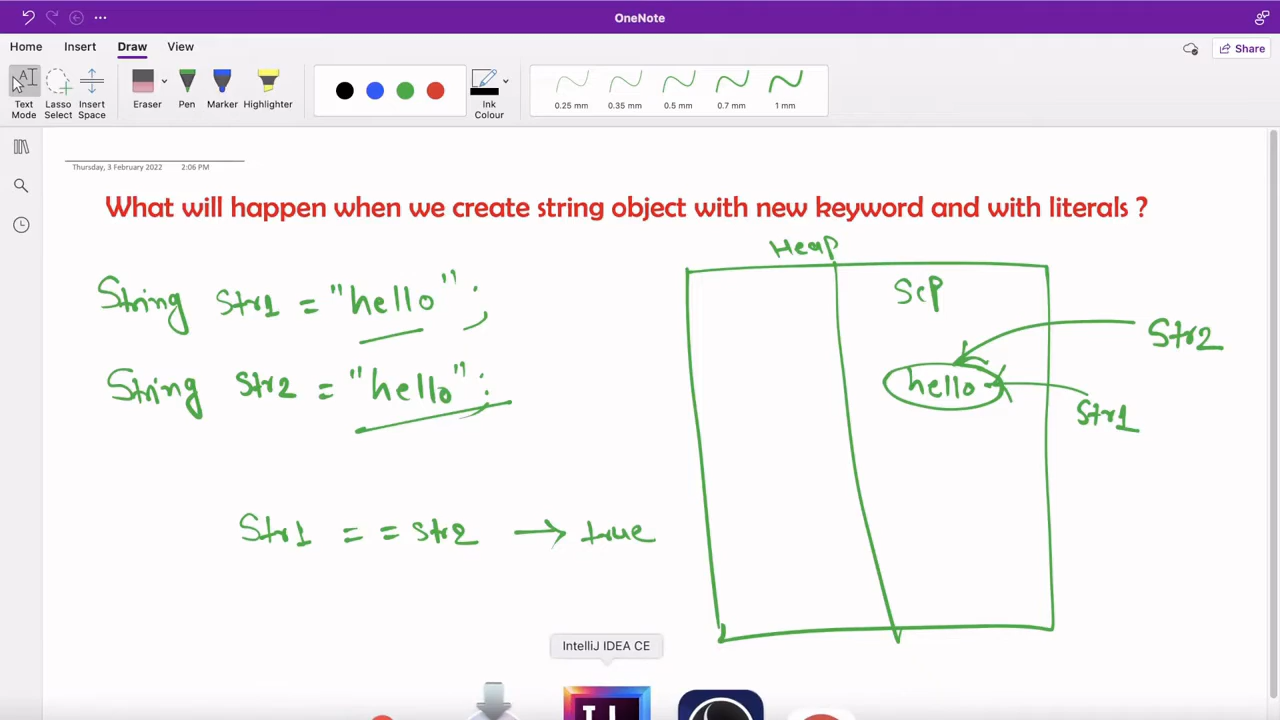 OneNote
Home Insert Draw View
Share
Text Mode
Lasso Select
Insert Space
Eraser
Pen
Marker
Highlighter
Ink Colour
0.25 mm
0.35 mm
0.5 mm
0.7 mm
1 mm
Thursday, 3 February 2022 2:06 PM
What will happen when we create string object with new keyword and with literals ?
String str1 = "hello";
String str2 = "hello";
Str1 = = str2 → true
Heap
SCP
hello
Str2
Str1
IntelliJ IDEA CE